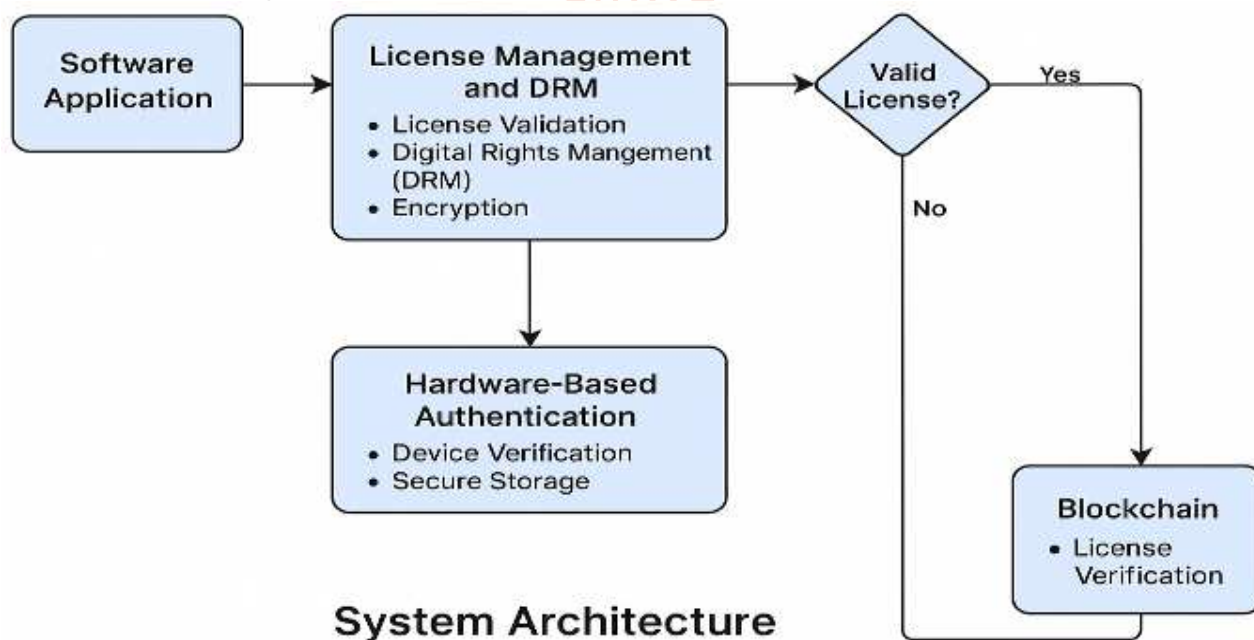 Software
Application
License Management
and DRM
• License Validation
• Digital Rights Mangement
(DRM)
• Encryption
Valid
License?
Yes
No
Hardware-Based
Authentication
• Device Verification
• Secure Storage
Blockchain
• License
Verification
System Architecture